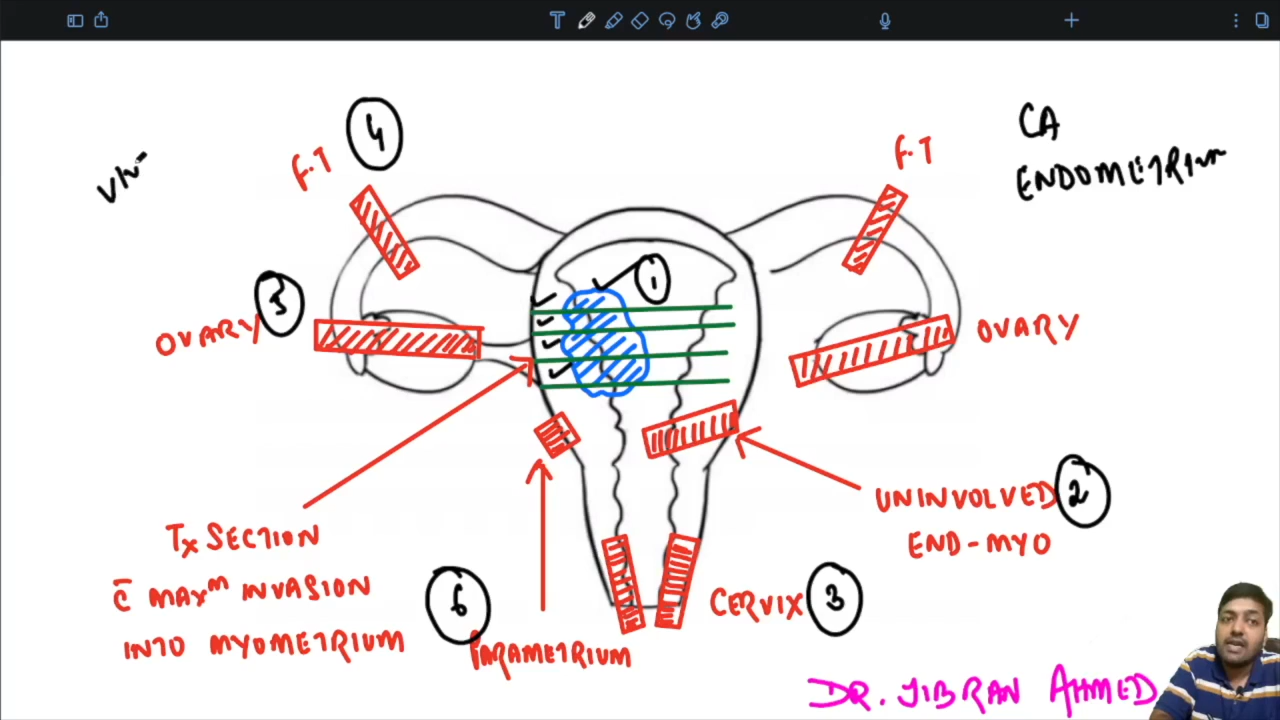 4
F.T
F.T
CA
ENDOMETRIUM
1
5
OVARY
OVARY
UNINVOLVED 2
END-MYO
Tx SECTION
c̄ MAXᵐ INVASION
INTO MYOMETRIUM
6
PARAMETRIUM
CERVIX 3
DR. JIBRAN AHMED